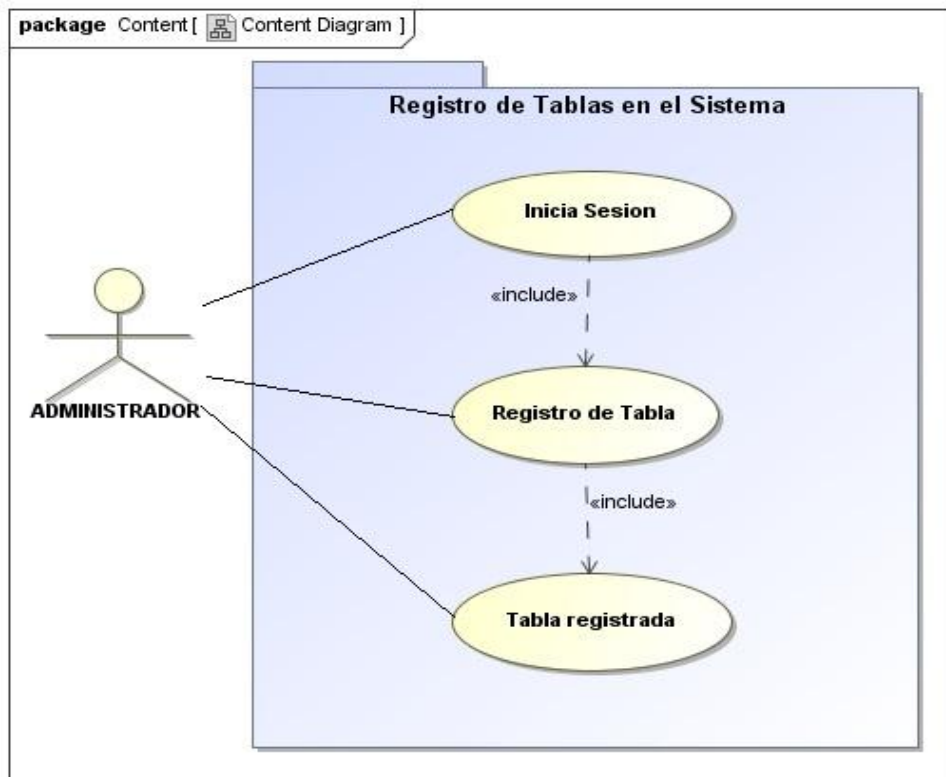 package Content [ Content Diagram ]
Registro de Tablas en el Sistema
Inicia Sesion
«include»
ADMINISTRADOR
Registro de Tabla
«include»
Tabla registrada